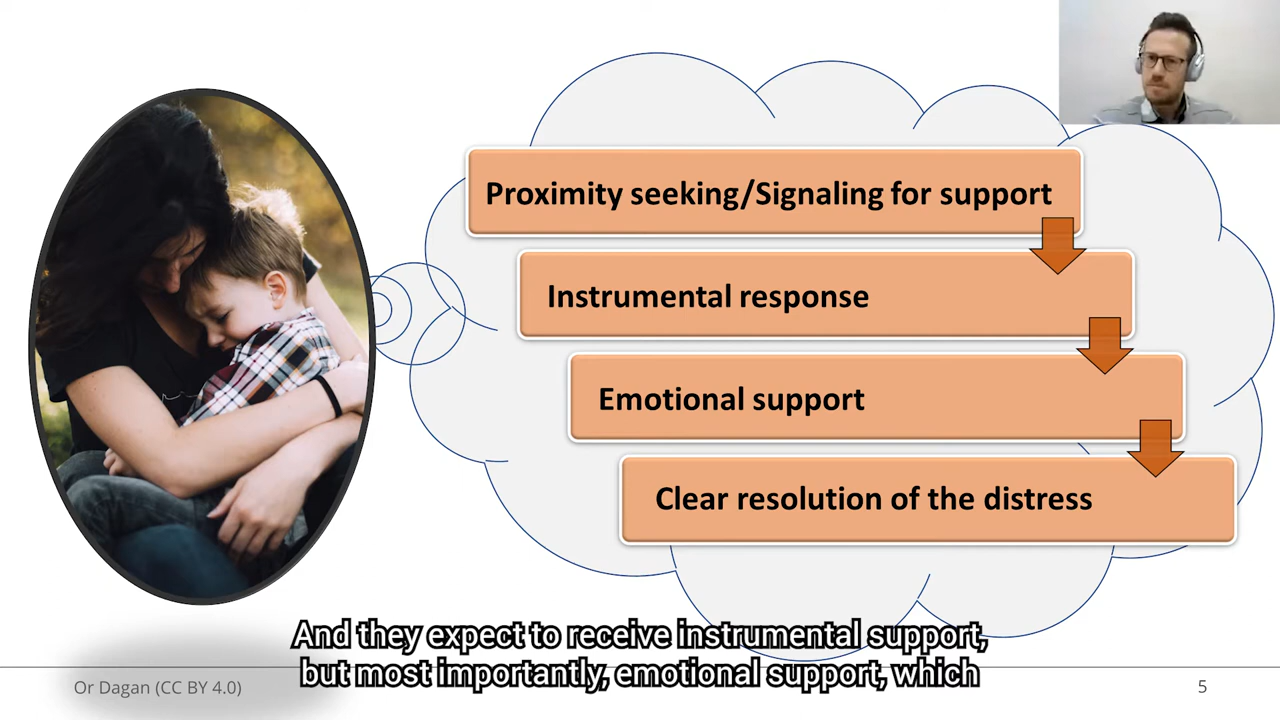 Proximity seeking/Signaling for support
Instrumental response
Emotional support
Clear resolution of the distress
And they expect to receive instrumental support,
but most importantly, emotional support, which
Or Dagan (CC BY 4.0)
5